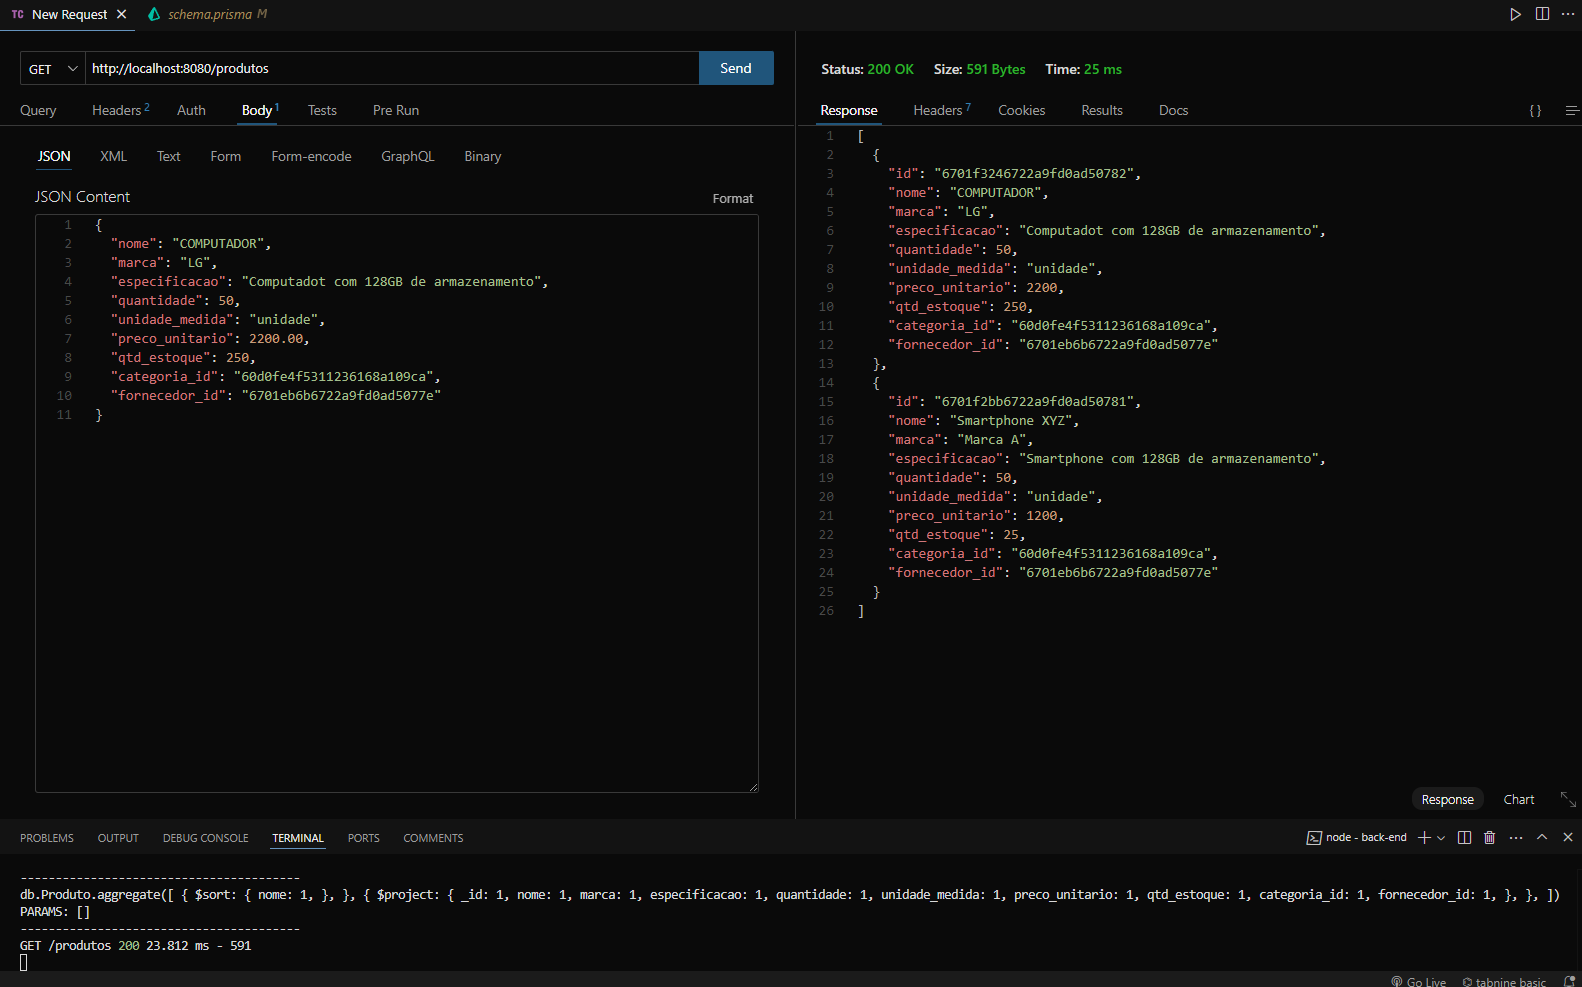 TC New Request
schema.prisma M
GET
http://localhost:8080/produtos
Send
Query Headers 2 Auth Body 1 Tests Pre Run
JSON XML Text Form Form-encode GraphQL Binary
JSON Content
Format
1 {
2 "nome": "COMPUTADOR",
3 "marca": "LG",
4 "especificacao": "Computadot com 128GB de armazenamento",
5 "quantidade": 50,
6 "unidade_medida": "unidade",
7 "preco_unitario": 2200.00,
8 "qtd_estoque": 250,
9 "categoria_id": "60d0fe4f5311236168a109ca",
10 "fornecedor_id": "6701eb6b6722a9fd0ad5077e"
11 }
Status: 200 OK Size: 591 Bytes Time: 25 ms
Response Headers 7 Cookies Results Docs
{ }
1 [
2 {
3 "id": "6701f3246722a9fd0ad50782",
4 "nome": "COMPUTADOR",
5 "marca": "LG",
6 "especificacao": "Computadot com 128GB de armazenamento",
7 "quantidade": 50,
8 "unidade_medida": "unidade",
9 "preco_unitario": 2200,
10 "qtd_estoque": 250,
11 "categoria_id": "60d0fe4f5311236168a109ca",
12 "fornecedor_id": "6701eb6b6722a9fd0ad5077e"
13 },
14 {
15 "id": "6701f2bb6722a9fd0ad50781",
16 "nome": "Smartphone XYZ",
17 "marca": "Marca A",
18 "especificacao": "Smartphone com 128GB de armazenamento",
19 "quantidade": 50,
20 "unidade_medida": "unidade",
21 "preco_unitario": 1200,
22 "qtd_estoque": 25,
23 "categoria_id": "60d0fe4f5311236168a109ca",
24 "fornecedor_id": "6701eb6b6722a9fd0ad5077e"
25 }
26 ]
Response Chart
PROBLEMS OUTPUT DEBUG CONSOLE TERMINAL PORTS COMMENTS
node - back-end
----------------------------------------
db.Produto.aggregate([ { $sort: { nome: 1, }, }, { $project: { _id: 1, nome: 1, marca: 1, especificacao: 1, quantidade: 1, unidade_medida: 1, preco_unitario: 1, qtd_estoque: 1, categoria_id: 1, fornecedor_id: 1, }, }, ])
PARAMS: []
----------------------------------------
GET /produtos 200 23.812 ms - 591
Go Live tabnine basic